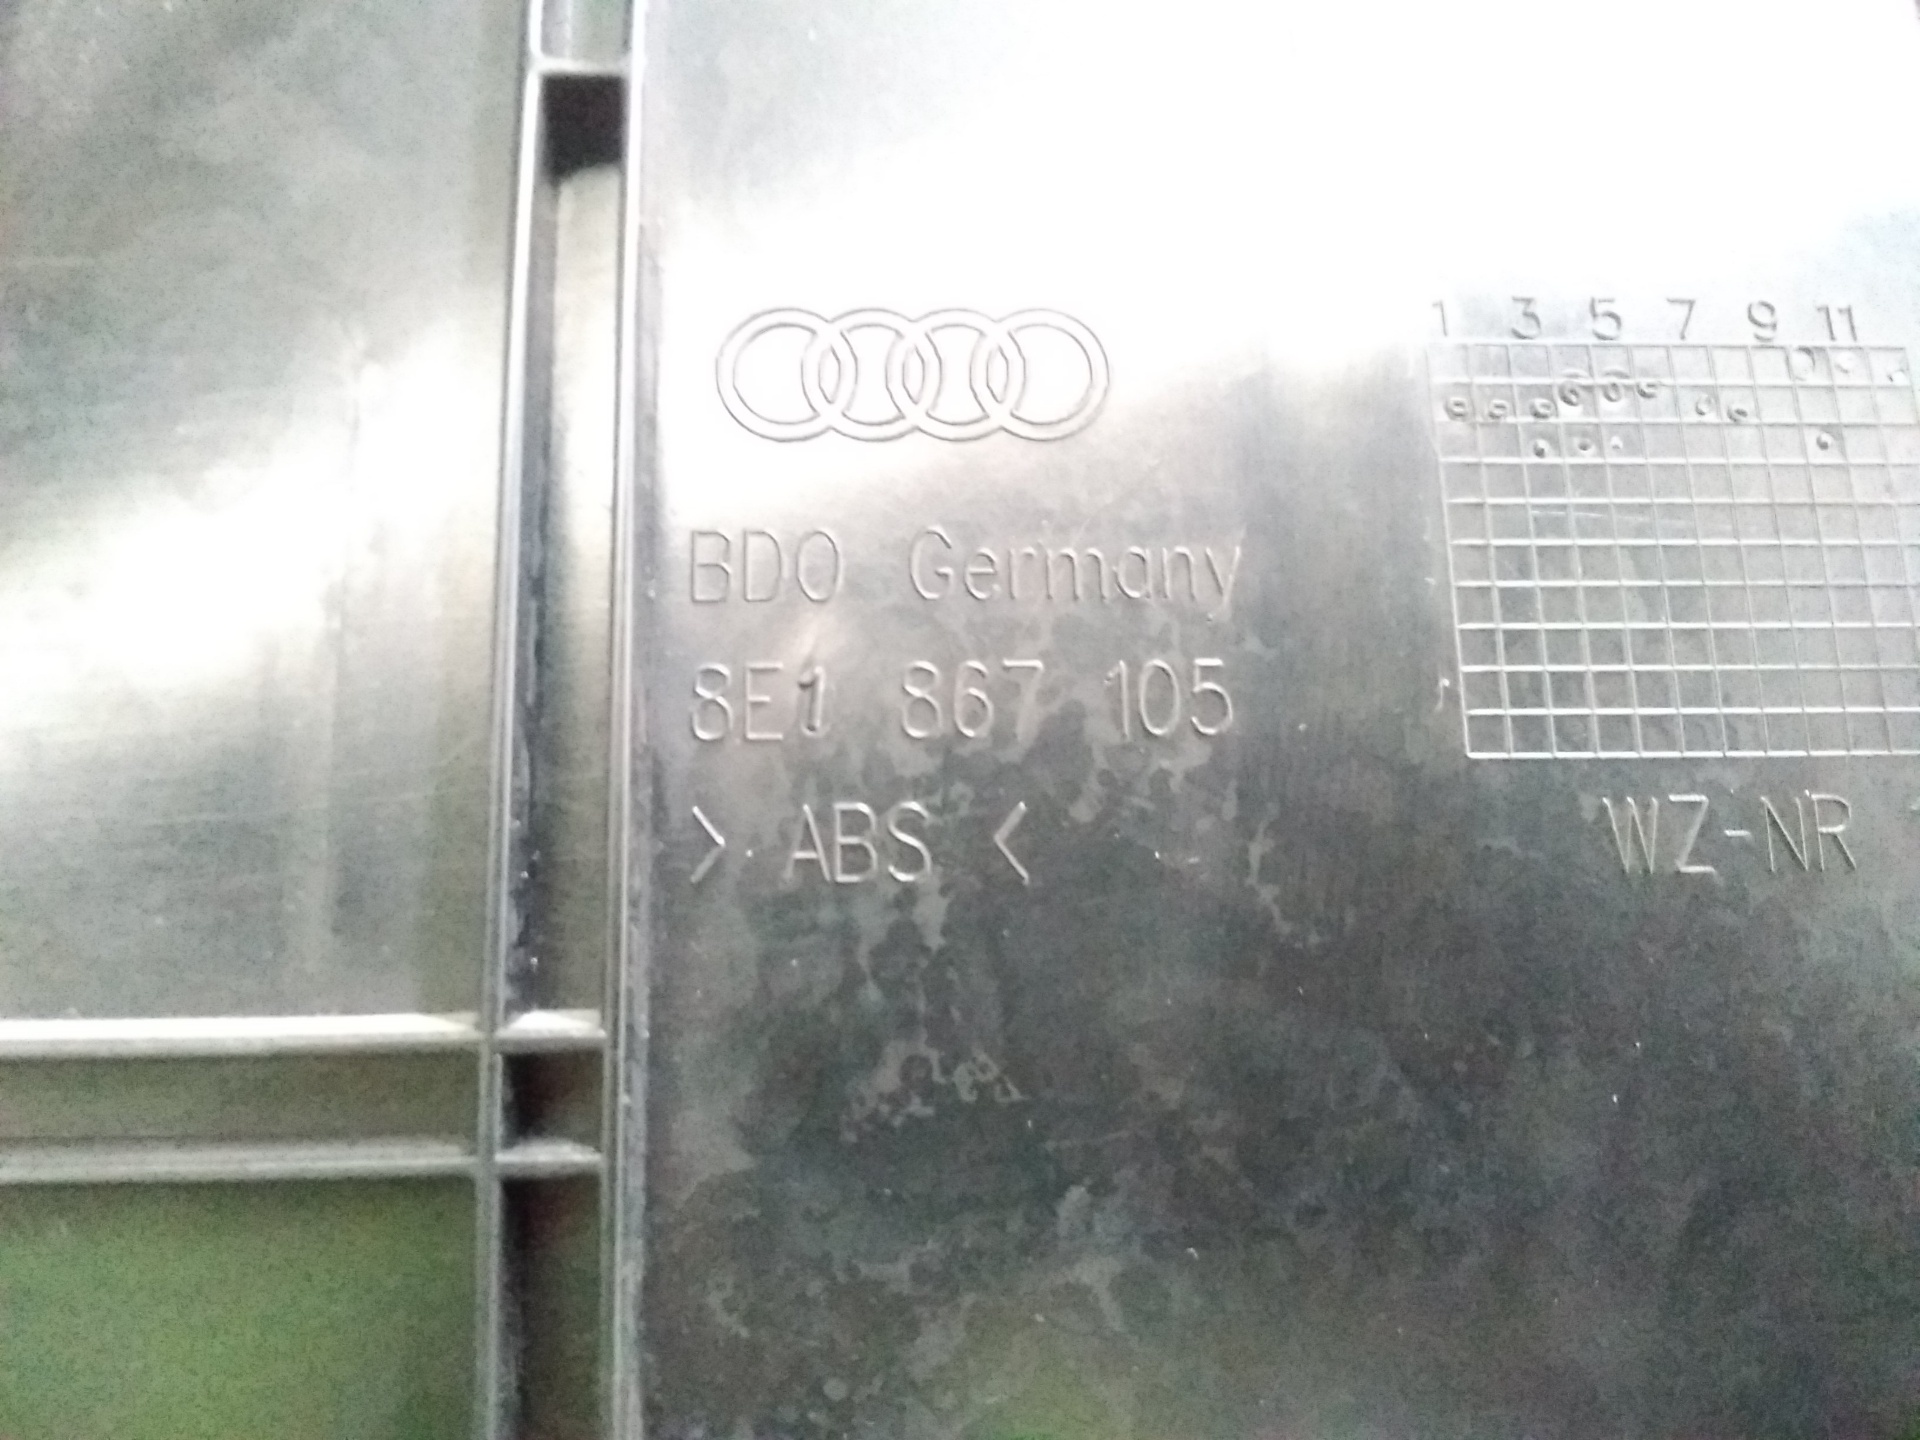 1 3 5 7 9 11
BDO Germany
8E1 867 105
> ABS <
WZ-NR